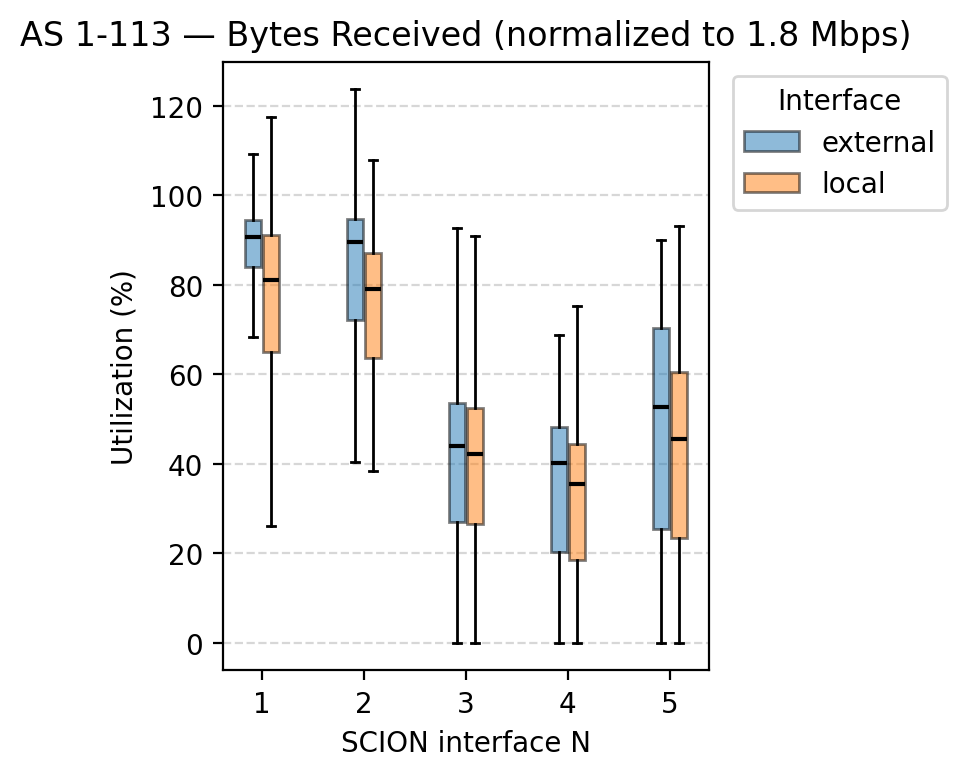 AS 1-113 — Bytes Received (normalized to 1.8 Mbps)
Interface
external
local
Utilization (%)
120
100
80
60
40
20
0
1 2 3 4 5
SCION interface N